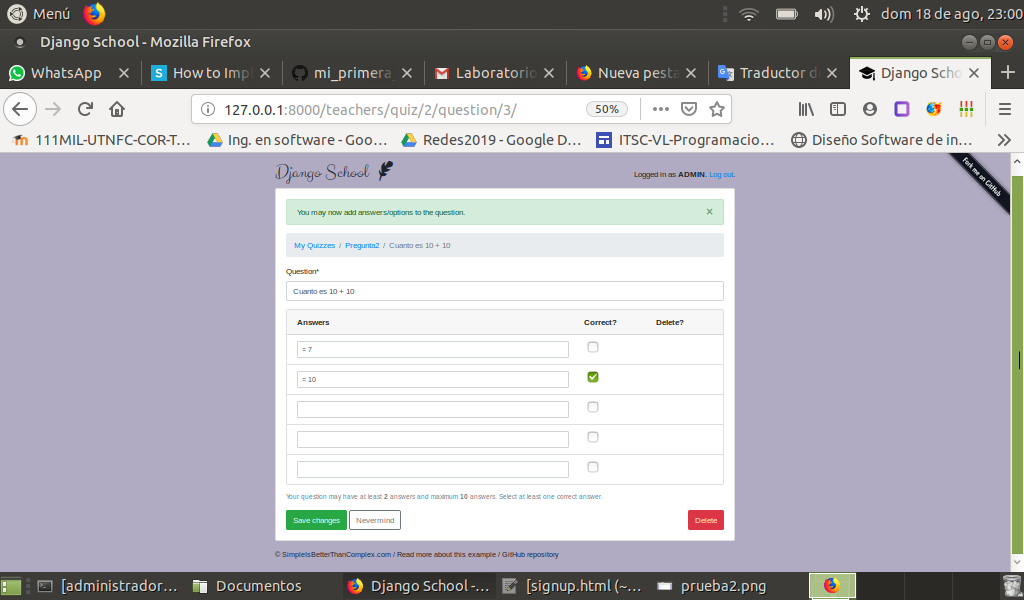 Menú
dom 18 de ago, 23:00
Django School - Mozilla Firefox
WhatsApp
How to Imp
mi_primera
Laboratorio
Nueva pesta
Traductor d
Django Scho
127.0.0.1:8000/teachers/quiz/2/question/3/
50%
111MIL-UTNFC-COR-T...
Ing. en software - Goo...
Redes2019 - Google D...
ITSC-VL-Programacio...
Diseño Software de in...
Django School
Logged in as ADMIN. Log out.
Fork me on GitHub
You may now add answers/options to the question.
×
My Quizzes / Pregunta2 / Cuanto es 10 + 10
Question*
Cuanto es 10 + 10
Answers Correct? Delete?
= 7
= 10
Your question may have at least 2 answers and maximum 10 answers. Select at least one correct answer.
Save changes
Nevermind
Delete
© SimpleIsBetterThanComplex.com / Read more about this example / GitHub repository
[administrador...
Documentos
Django School -...
[signup.html (~...
prueba2.png